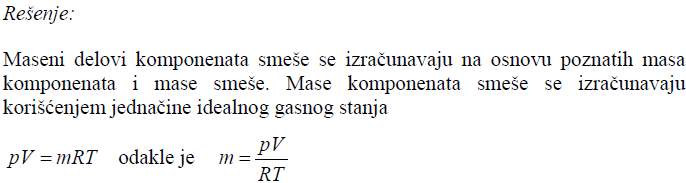 Rešenje:
Maseni delovi komponenata smeše se izračunavaju na osnovu poznatih masa
komponenata i mase smeše. Mase komponenata smeše se izračunavaju
korišćenjem jednačine idealnog gasnog stanja
pV = mRT odakle je m = pV/RT